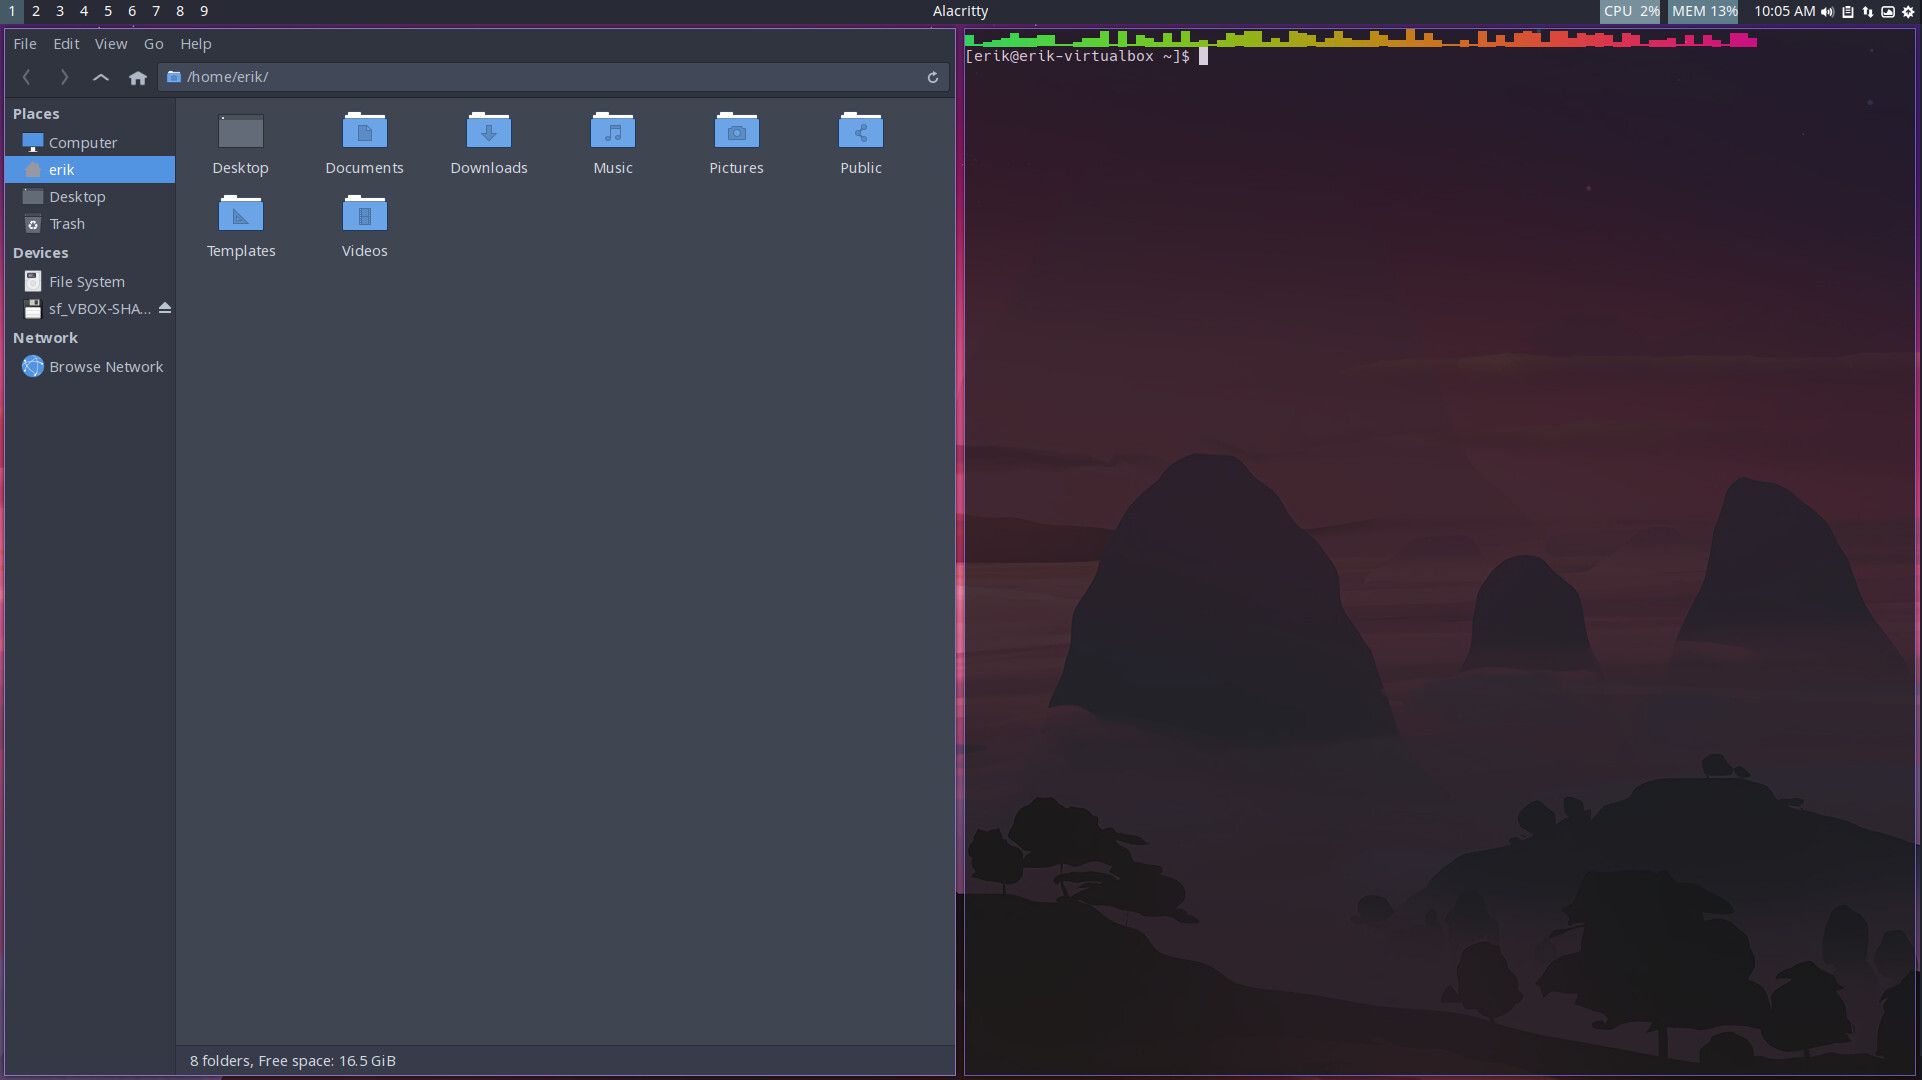 1 2 3 4 5 6 7 8 9 Alacritty CPU 2% MEM 13% 10:05 AM
File Edit View Go Help
/home/erik/
Places
Computer
erik
Desktop
Trash
Devices
File System
sf_VBOX-SHA...
Network
Browse Network
Desktop Documents Downloads Music Pictures Public
Templates Videos
8 folders, Free space: 16.5 GiB
[erik@erik-virtualbox ~]$